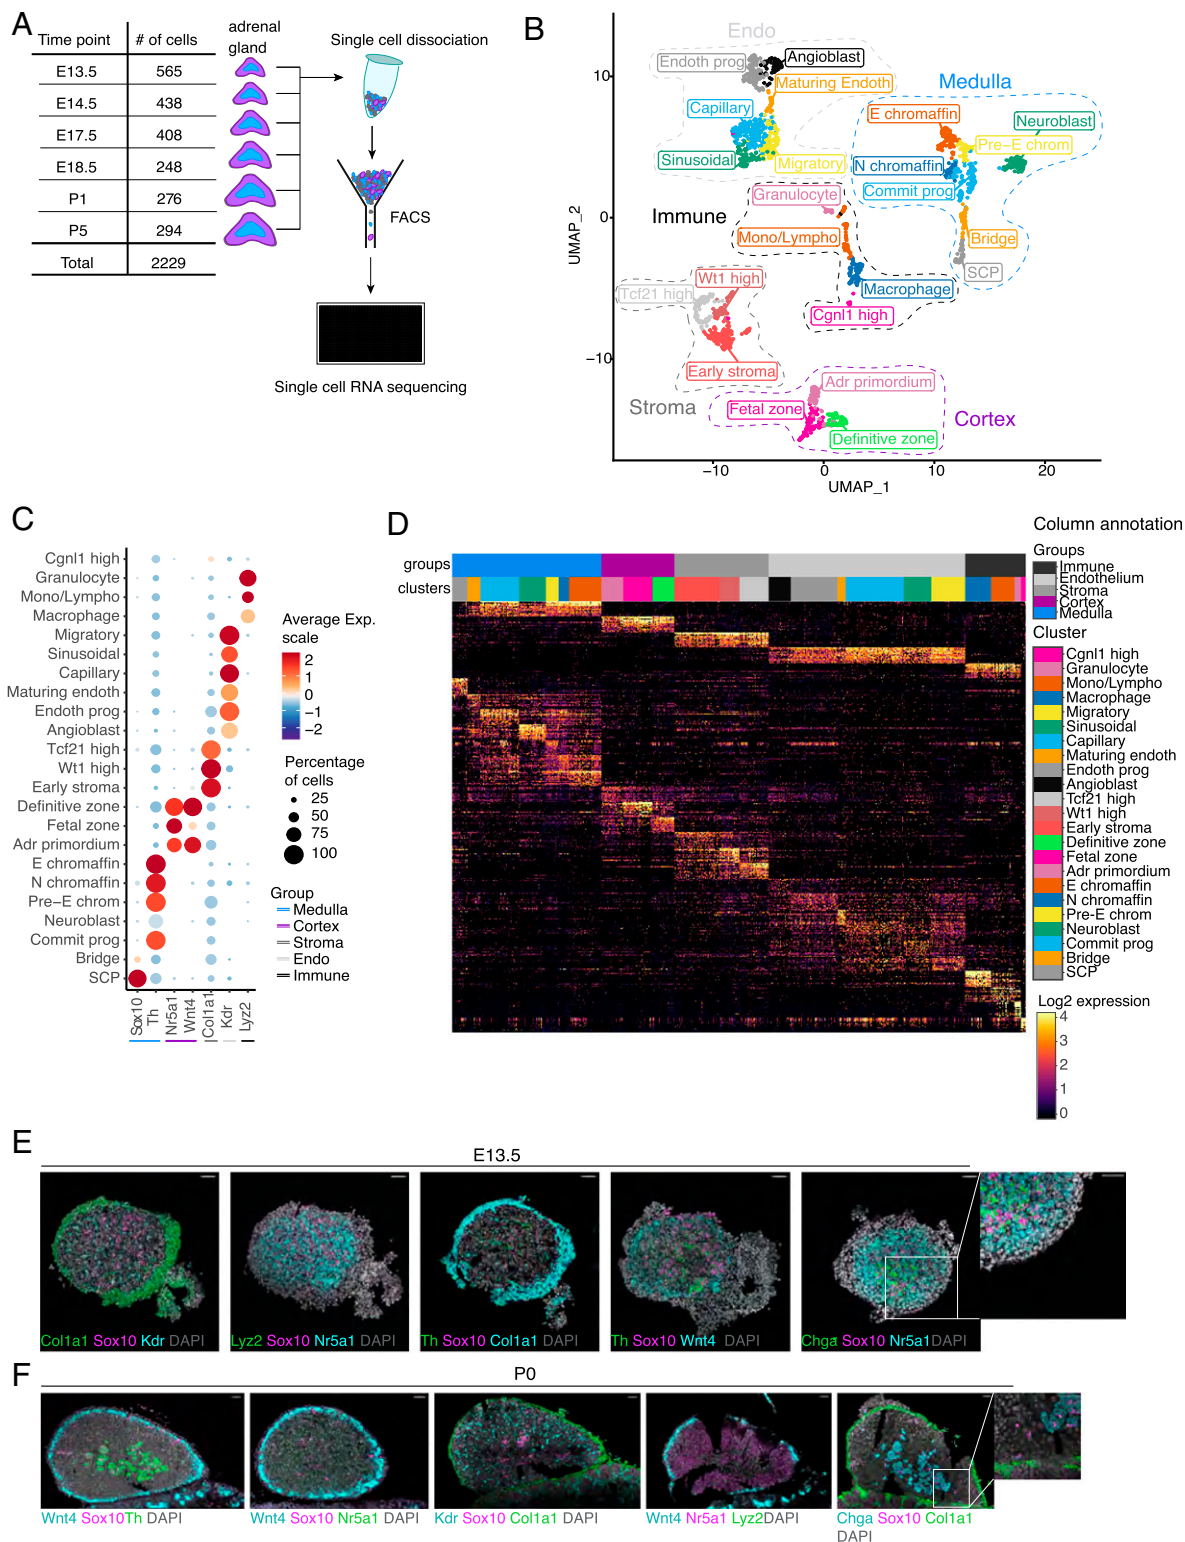 A
Time point # of cells
E13.5 565
E14.5 438
E17.5 408
E18.5 248
P1 276
P5 294
Total 2229
adrenal
gland
Single cell dissociation
FACS
Single cell RNA sequencing
B
Endo
Endoth prog
Angioblast
Maturing Endoth
Capillary
Sinusoidal
Migratory
Medulla
E chromaffin
Neuroblast
Pre-E chrom
N chromaffin
Commit prog
Bridge
SCP
Immune
Granulocyte
Mono/Lympho
Macrophage
Cgnl1 high
Wt1 high
Tcf21 high
Early stroma
Stroma
Adr primordium
Fetal zone
Definitive zone
Cortex
10
0
−10
UMAP_2
−10 0 10 20
UMAP_1
C
Cgnl1 high
Granulocyte
Mono/Lympho
Macrophage
Migratory
Sinusoidal
Capillary
Maturing endoth
Endoth prog
Angioblast
Tcf21 high
Wt1 high
Early stroma
Definitive zone
Fetal zone
Adr primordium
E chromaffin
N chromaffin
Pre−E chrom
Neuroblast
Commit prog
Bridge
SCP
Sox10 Th Nr5a1 Wnt4 Col1a1 Kdr Lyz2
Average Exp.
scale
2
1
0
−1
−2
Percentage
of cells
25
50
75
100
Group
Medulla
Cortex
Stroma
Endo
Immune
D
groups
clusters
Column annotation
Groups
Immune
Endothelium
Stroma
Cortex
Medulla
Cluster
Cgnl1 high
Granulocyte
Mono/Lympho
Macrophage
Migratory
Sinusoidal
Capillary
Maturing endoth
Endoth prog
Angioblast
Tcf21 high
Wt1 high
Early stroma
Definitive zone
Fetal zone
Adr primordium
E chromaffin
N chromaffin
Pre-E chrom
Neuroblast
Commit prog
Bridge
SCP
Log2 expression
4
3
2
1
0
E
E13.5
Col1a1 Sox10 Kdr DAPI
Lyz2 Sox10 Nr5a1 DAPI
Th Sox10 Col1a1 DAPI
Th Sox10 Wnt4 DAPI
Chga Sox10 Nr5a1DAPI
F
P0
Wnt4 Sox10Th DAPI
Wnt4 Sox10 Nr5a1 DAPI
Kdr Sox10 Col1a1 DAPI
Wnt4 Nr5a1 Lyz2DAPI
Chga Sox10 Col1a1
DAPI